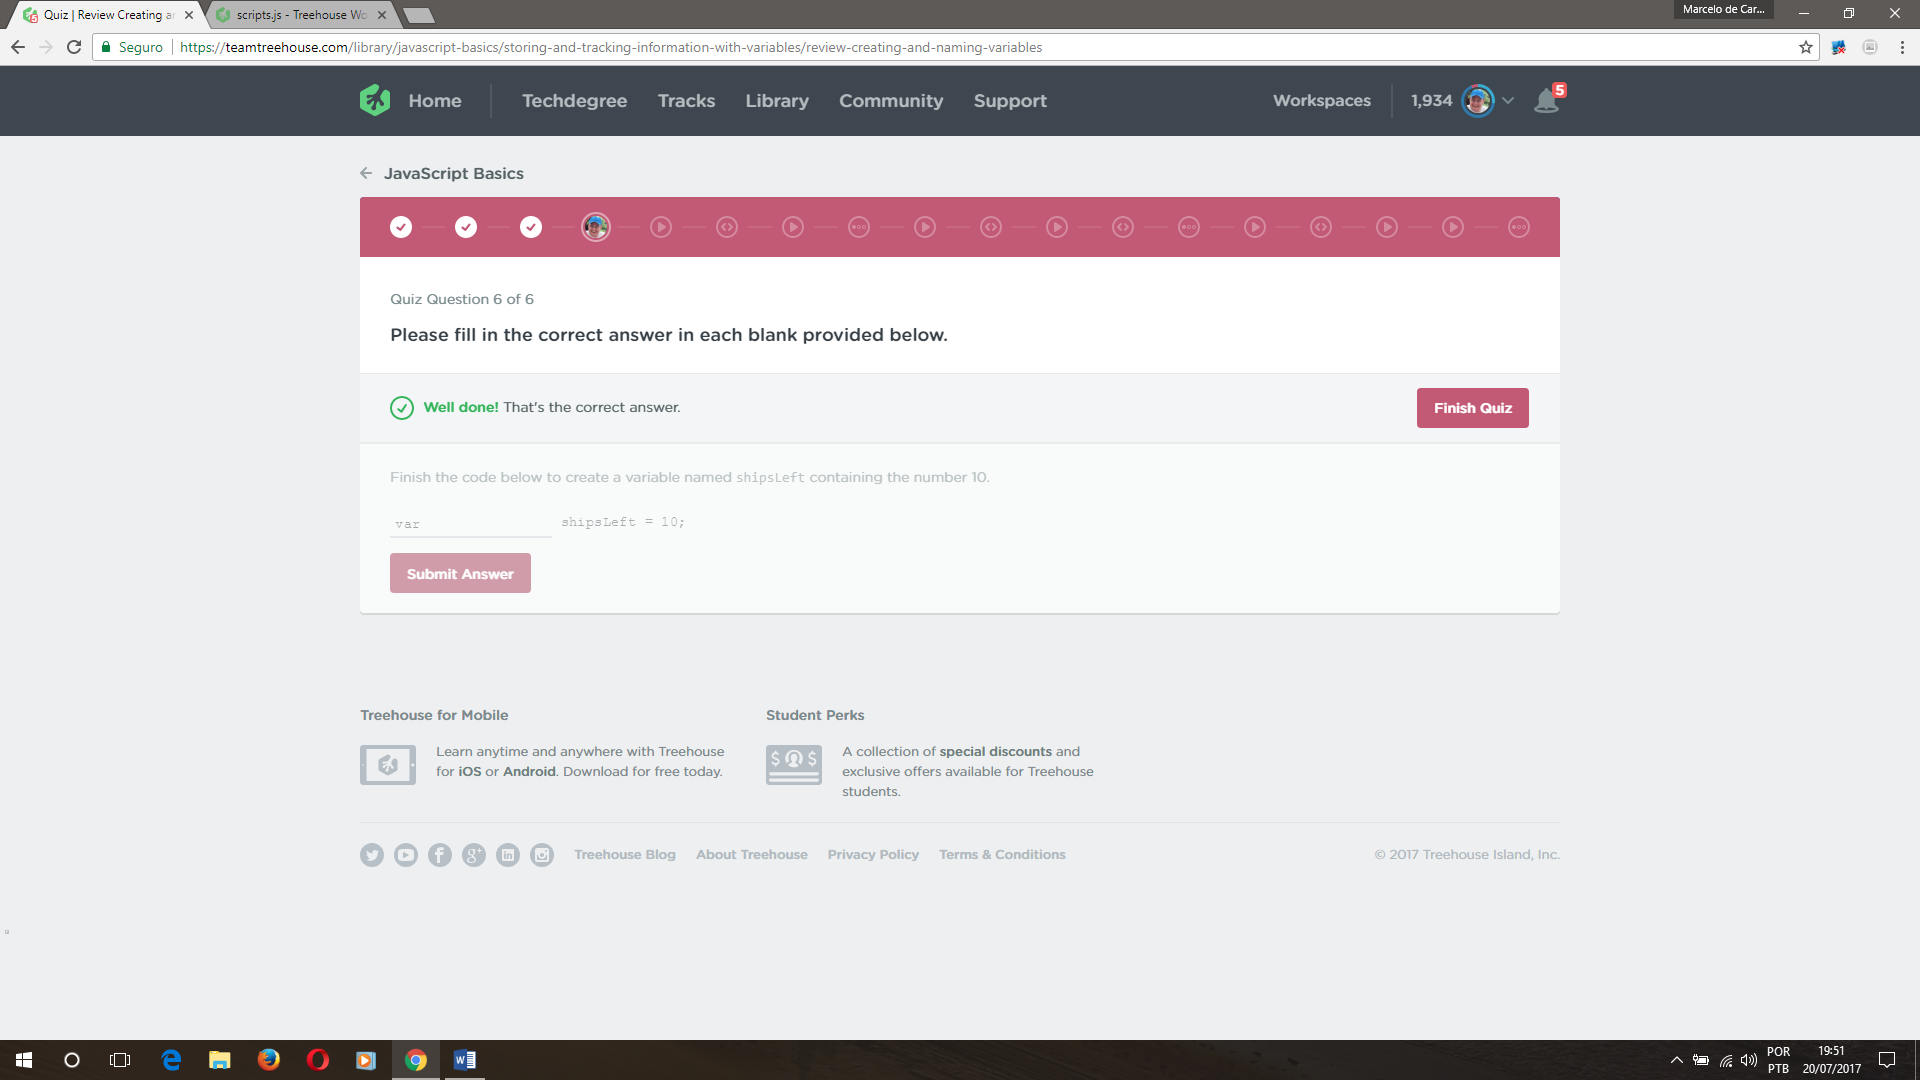 Quiz | Review Creating ar
scripts.js - Treehouse Wo
Marcelo de Car...
Seguro
https://teamtreehouse.com/library/javascript-basics/storing-and-tracking-information-with-variables/review-creating-and-naming-variables
Home
Techdegree
Tracks
Library
Community
Support
Workspaces
1,934
5
JavaScript Basics
Quiz Question 6 of 6
Please fill in the correct answer in each blank provided below.
Well done! That's the correct answer.
Finish Quiz
Finish the code below to create a variable named shipsLeft containing the number 10.
var shipsLeft = 10;
Submit Answer
Treehouse for Mobile
Learn anytime and anywhere with Treehouse
for iOS or Android. Download for free today.
Student Perks
A collection of special discounts and
exclusive offers available for Treehouse
students.
Treehouse Blog
About Treehouse
Privacy Policy
Terms & Conditions
© 2017 Treehouse Island, Inc.
POR
PTB
19:51
20/07/2017